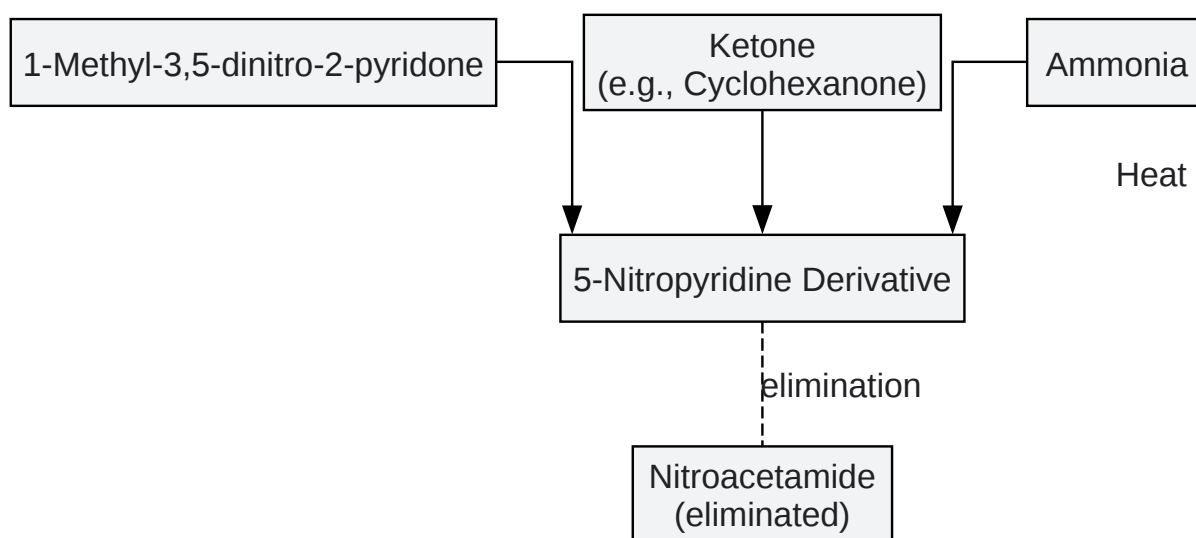 1-Methyl-3,5-dinitro-2-pyridone
Ketone
(e.g., Cyclohexanone)
Ammonia
Heat
5-Nitropyridine Derivative
elimination
Nitroacetamide
(eliminated)